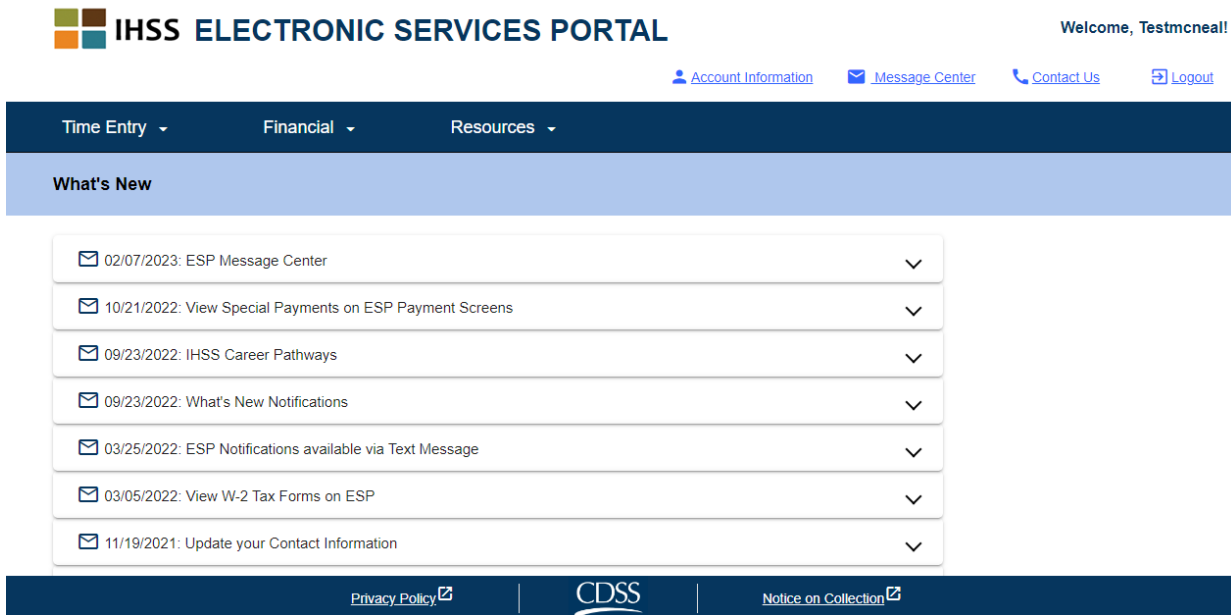 IHSS ELECTRONIC SERVICES PORTAL
Welcome, Testmcneal!
Account Information Message Center Contact Us Logout
Time Entry Financial Resources
What's New
02/07/2023: ESP Message Center
10/21/2022: View Special Payments on ESP Payment Screens
09/23/2022: IHSS Career Pathways
09/23/2022: What's New Notifications
03/25/2022: ESP Notifications available via Text Message
03/05/2022: View W-2 Tax Forms on ESP
11/19/2021: Update your Contact Information
Privacy Policy CDSS Notice on Collection